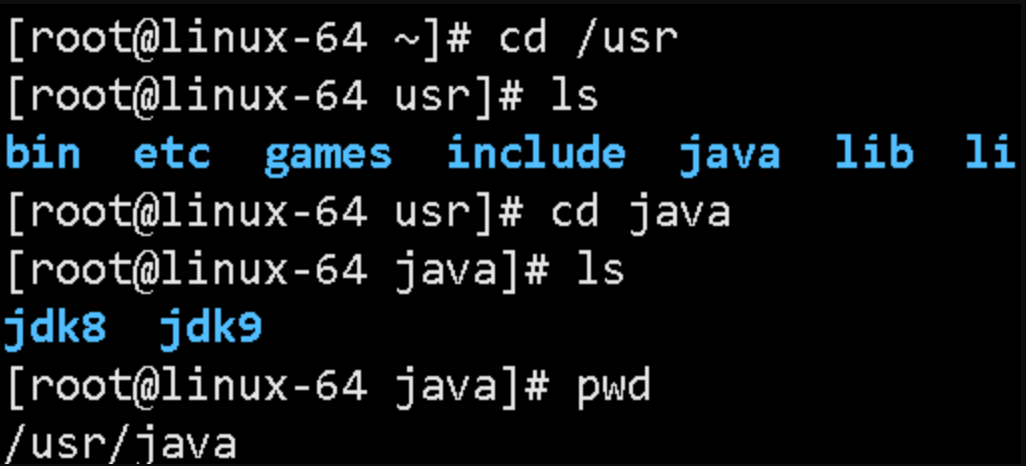 [root@linux-64 ~]# cd /usr
[root@linux-64 usr]# ls
bin  etc  games  include  java  lib  li
[root@linux-64 usr]# cd java
[root@linux-64 java]# ls
jdk8  jdk9
[root@linux-64 java]# pwd
/usr/java